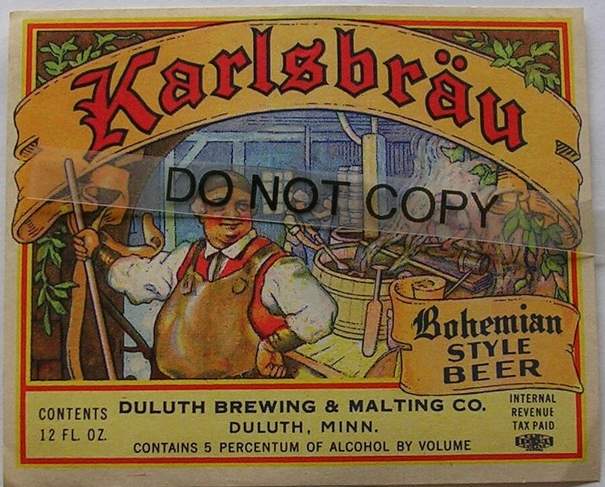 Karlsbräu
DO NOT COPY
Bohemian
STYLE
BEER
CONTENTS
12 FL. OZ.
DULUTH BREWING & MALTING CO.
DULUTH, MINN.
CONTAINS 5 PERCENTUM OF ALCOHOL BY VOLUME
INTERNAL
REVENUE
TAX PAID